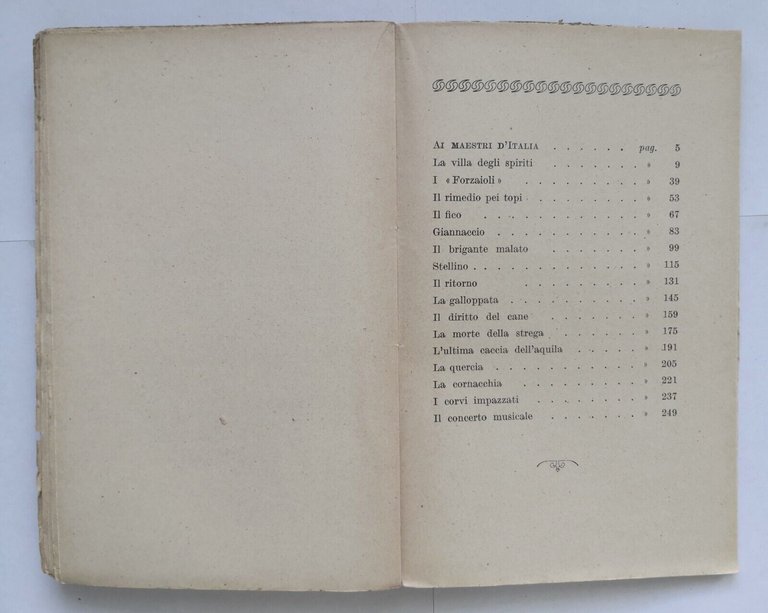 Ai maestri d'Italia . . . . . . pag. 5
La villa degli spiriti . . . . . . . » 9
I « Forzaioli » . . . . . . . . . » 39
Il rimedio pei topi . . . . . . . . » 53
Il fico . . . . . . . . . . . . » 67
Giannaccio . . . . . . . . . . . » 83
Il brigante malato . . . . . . . » 99
Stellino . . . . . . . . . . . . . » 115
Il ritorno . . . . . . . . . » 131
La galloppata . . . . . . . . . . » 145
Il diritto del cane . . . . . . . . » 159
La morte della strega . . . . . . . » 175
L'ultima caccia dell'aquila . . . . . » 191
La quercia . . . . . . . . . . . » 205
La cornacchia . . . . . . . . . » 221
I corvi impazzati . . . . . . . » 237
Il concerto musicale . . . . . . . » 249